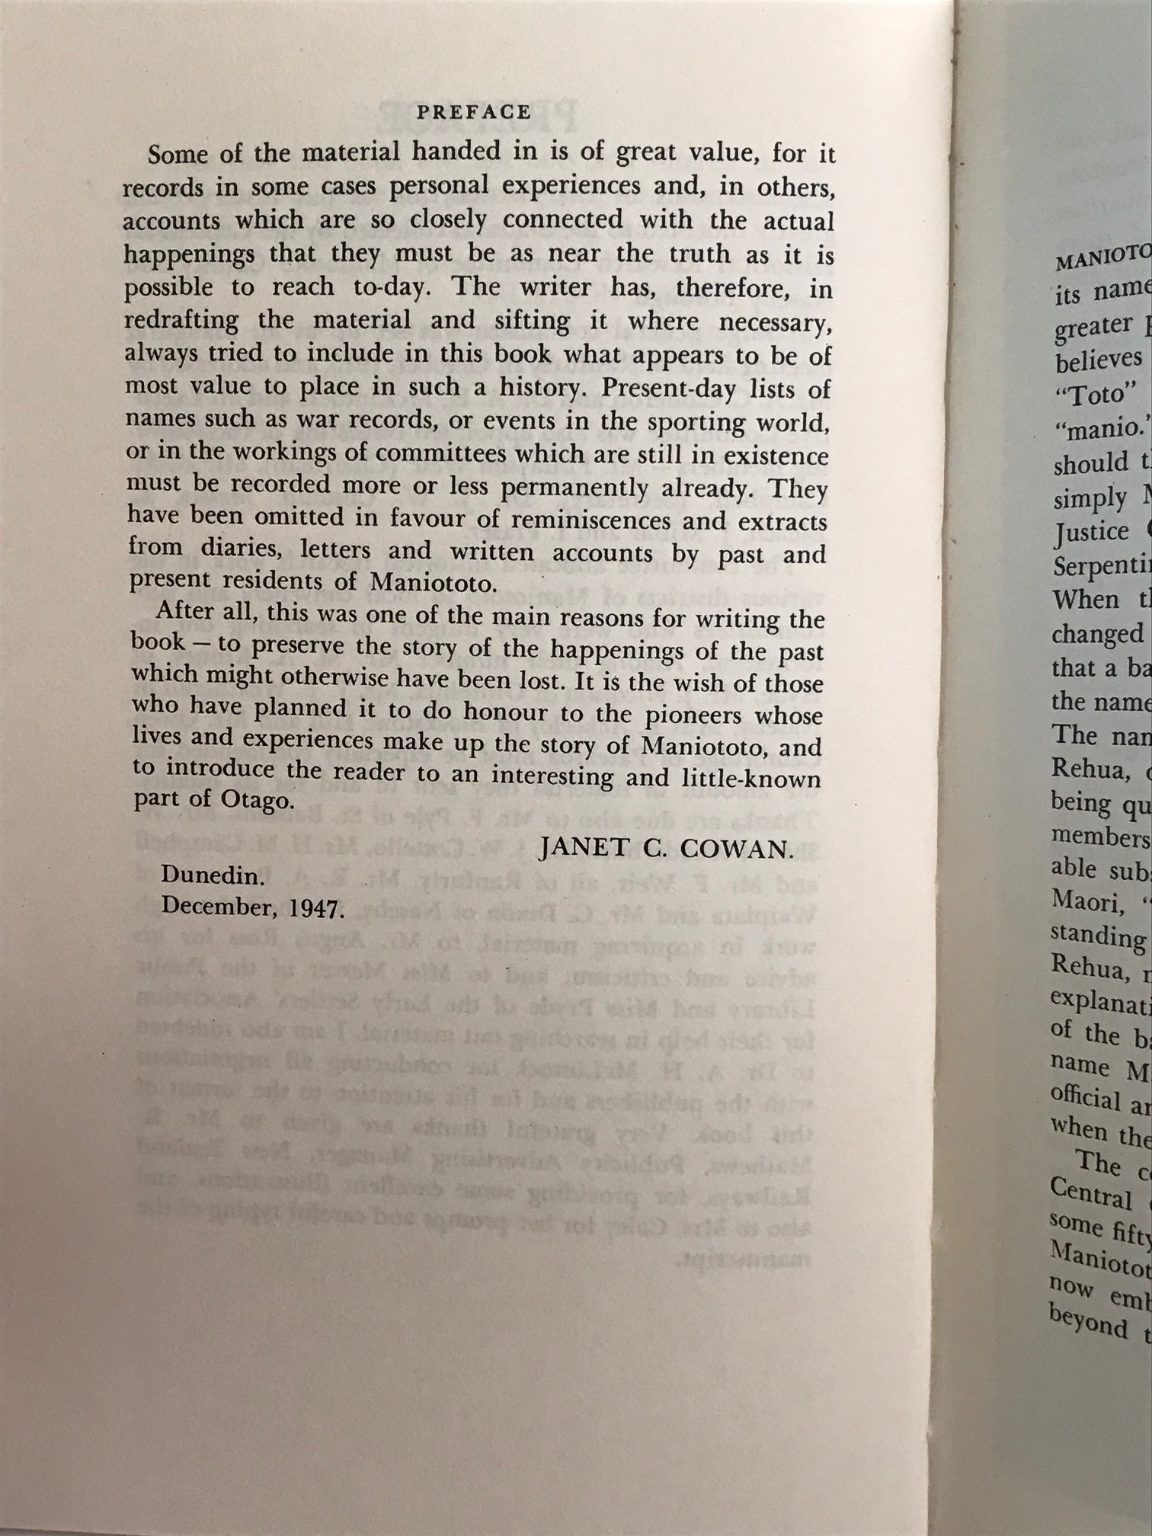 PREFACE
Some of the material handed in is of great value, for it
records in some cases personal experiences and, in others,
accounts which are so closely connected with the actual
happenings that they must be as near the truth as it is
possible to reach to-day. The writer has, therefore, in
redrafting the material and sifting it where necessary,
always tried to include in this book what appears to be of
most value to place in such a history. Present-day lists of
names such as war records, or events in the sporting world,
or in the workings of committees which are still in existence
must be recorded more or less permanently already. They
have been omitted in favour of reminiscences and extracts
from diaries, letters and written accounts by past and
present residents of Maniototo.
After all, this was one of the main reasons for writing the
book — to preserve the story of the happenings of the past
which might otherwise have been lost. It is the wish of those
who have planned it to do honour to the pioneers whose
lives and experiences make up the story of Maniototo, and
to introduce the reader to an interesting and little-known
part of Otago.
JANET C. COWAN.
Dunedin.
December, 1947.
MANIOTO
its name
greater
believes
“Toto”
“manio.”
should
simply
Justice
Serpenti
When
changed
that a
the name
The
Rehua,
being
members
able
Maori,
standing
Rehua,
explanati
of the
name
official
when the
The
Central
some fifty
Maniotot
now
beyond